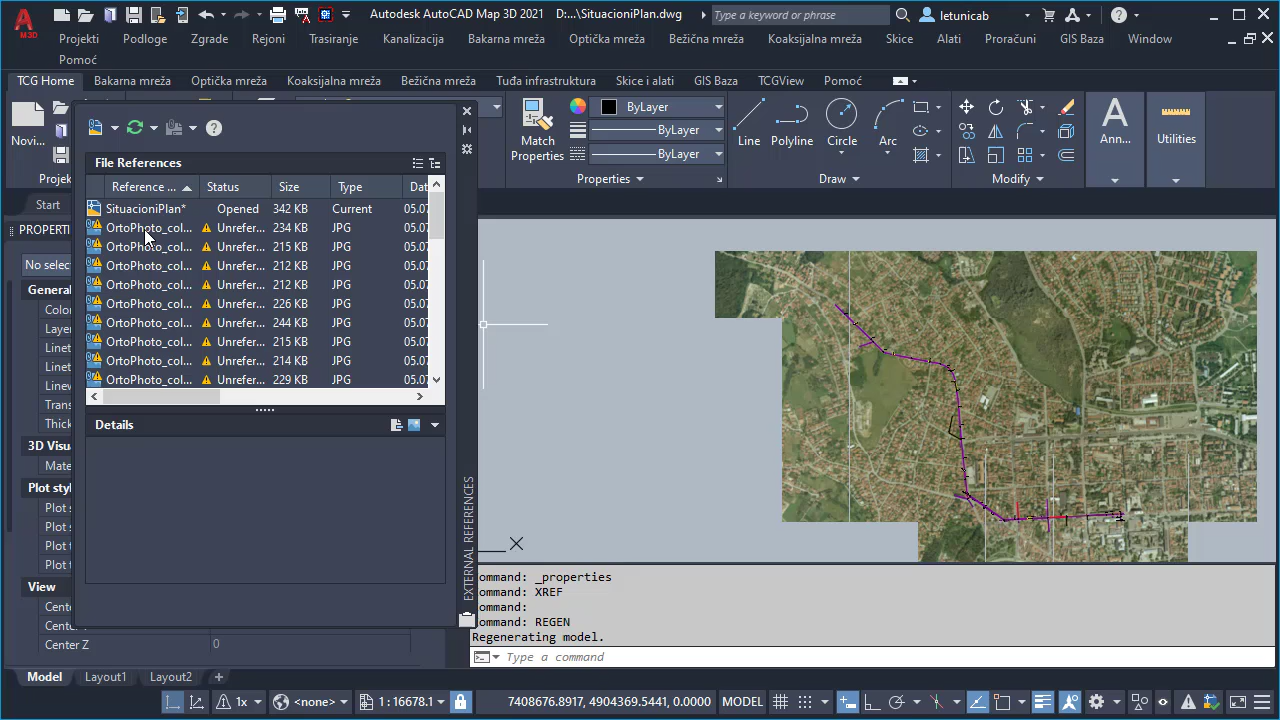 Autodesk AutoCAD Map 3D 2021 D:...\SituacioniPlan.dwg
Type a keyword or phrase
letunicab
M3D
Projekti Podloge Zgrade Rejoni Trasiranje Kanalizacija Bakarna mreža Optička mreža Bežična mreža Koaksijalna mreža Skice Alati Proračuni GIS Baza Window
Pomoć
TCG Home Bakarna mreža Optička mreža Koaksijalna mreža Bežične mreža Tuđa infrastruktura Skice i alati GIS Baza TCGView Pomoć
Novi...
Projek
Match
Properties
ByLayer
ByLayer
ByLayer
Properties
Line Polyline Circle Arc
Draw
Modify
Ann...
Utilities
Start
PROPERTI
No selec
General
Color
Layer
Linet
Linet
Linew
Trans
Thick
3D Visua
Mate
Plot styl
Plot s
Plot s
Plot t
Plot t
View
Cente
Center Y
Center Z 0
File References
Reference ... Status Size Type Dat
SituacioniPlan* Opened 342 KB Current 05.07
OrtoPhoto_col... Unrefer... 234 KB JPG 05.07
OrtoPhoto_col... Unrefer... 215 KB JPG 05.07
OrtoPhoto_col... Unrefer... 212 KB JPG 05.07
OrtoPhoto_col... Unrefer... 212 KB JPG 05.07
OrtoPhoto_col... Unrefer... 226 KB JPG 05.07
OrtoPhoto_col... Unrefer... 244 KB JPG 05.07
OrtoPhoto_col... Unrefer... 215 KB JPG 05.07
OrtoPhoto_col... Unrefer... 214 KB JPG 05.07
OrtoPhoto_col... Unrefer... 229 KB JPG 05.07
Details
EXTERNAL REFERENCES
ommand: _properties
ommand: XREF
ommand:
ommand: REGEN
Regenerating model.
Type a command
Model Layout1 Layout2 +
1x <none> 1:16678.1 7408676.8917, 4904369.5441, 0.0000 MODEL